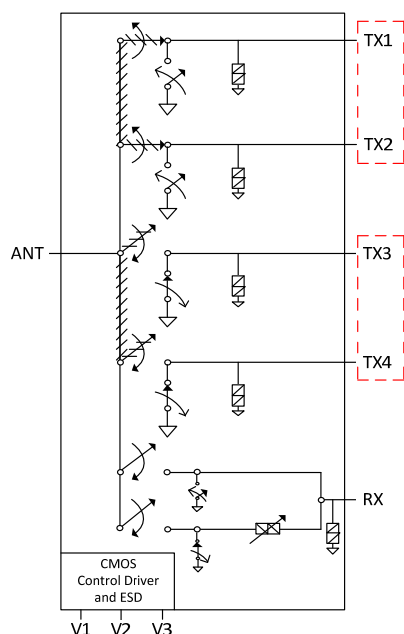 TX1
TX2
ANT
TX3
TX4
RX
CMOS
Control Driver
and ESD
V1 V2 V3